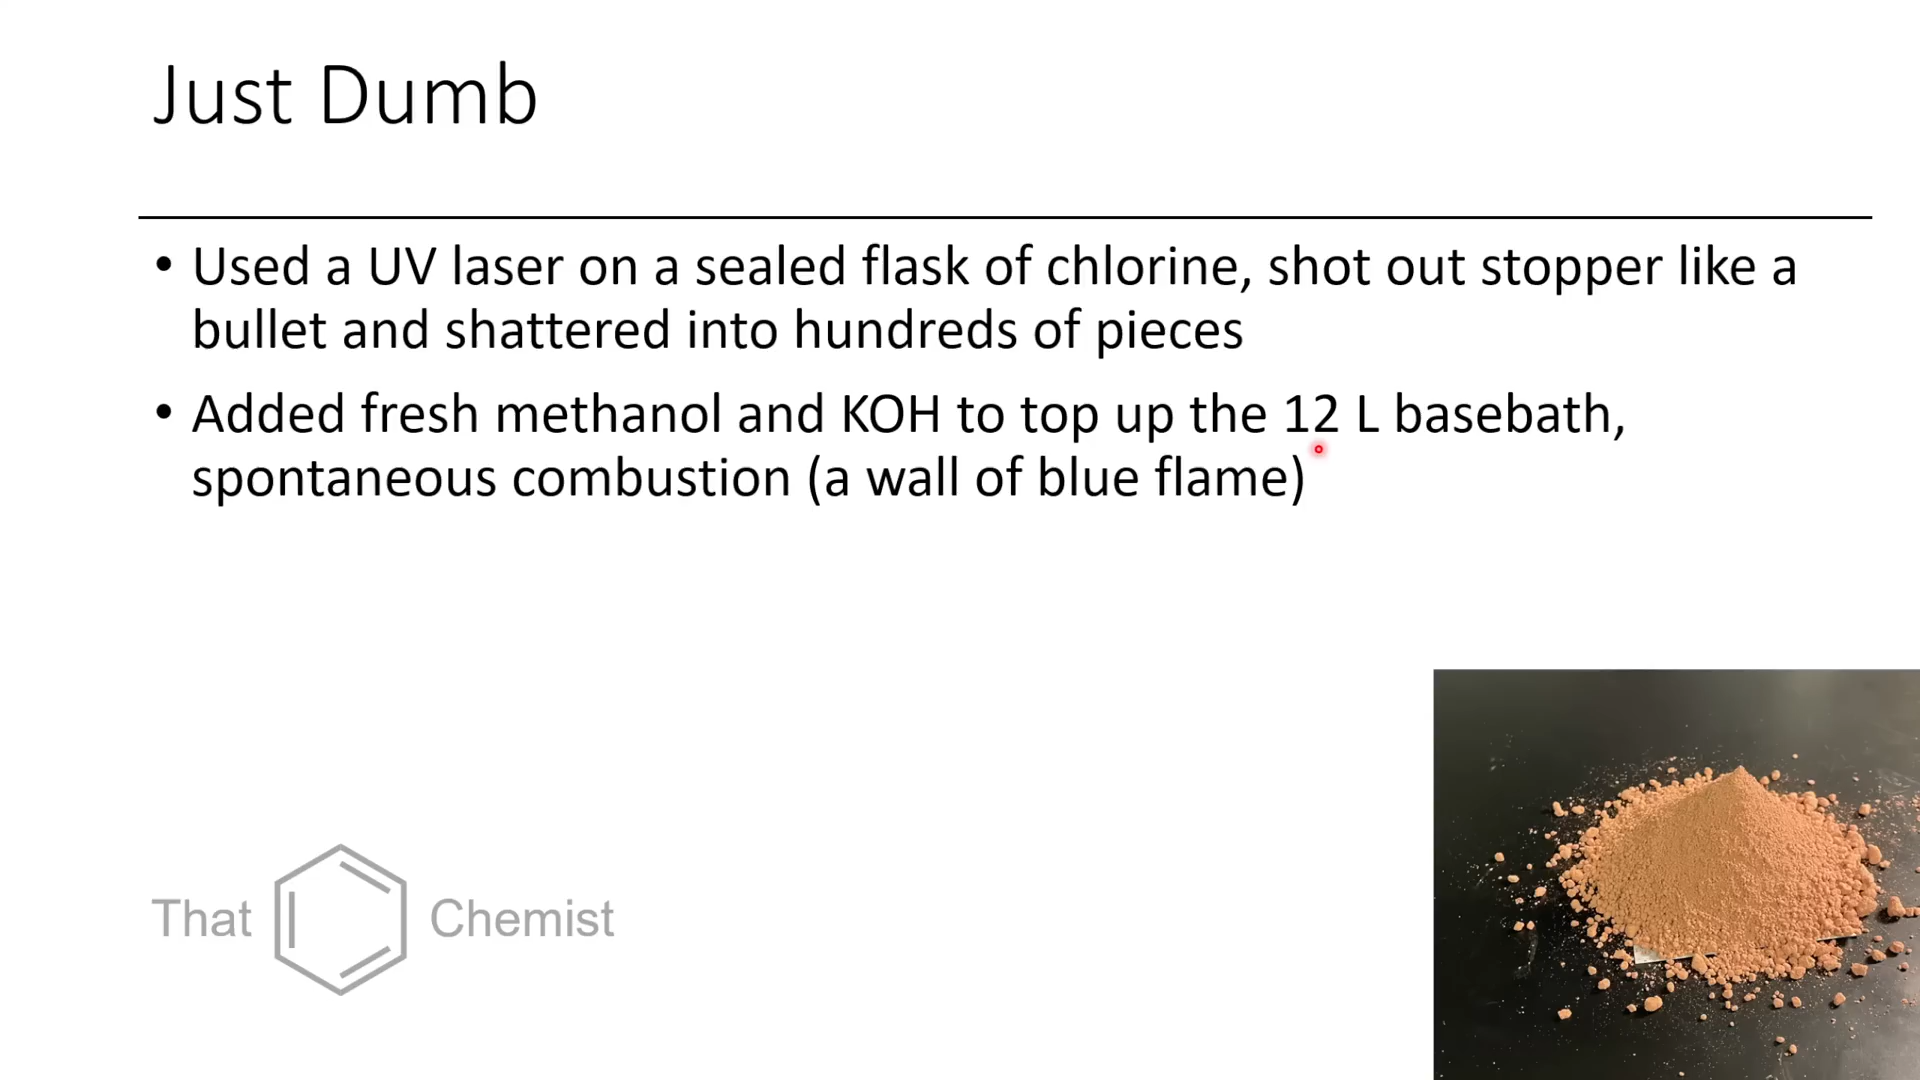 Just Dumb
• Used a UV laser on a sealed flask of chlorine, shot out stopper like a
bullet and shattered into hundreds of pieces
• Added fresh methanol and KOH to top up the 12 L basebath,
spontaneous combustion (a wall of blue flame)
That Chemist